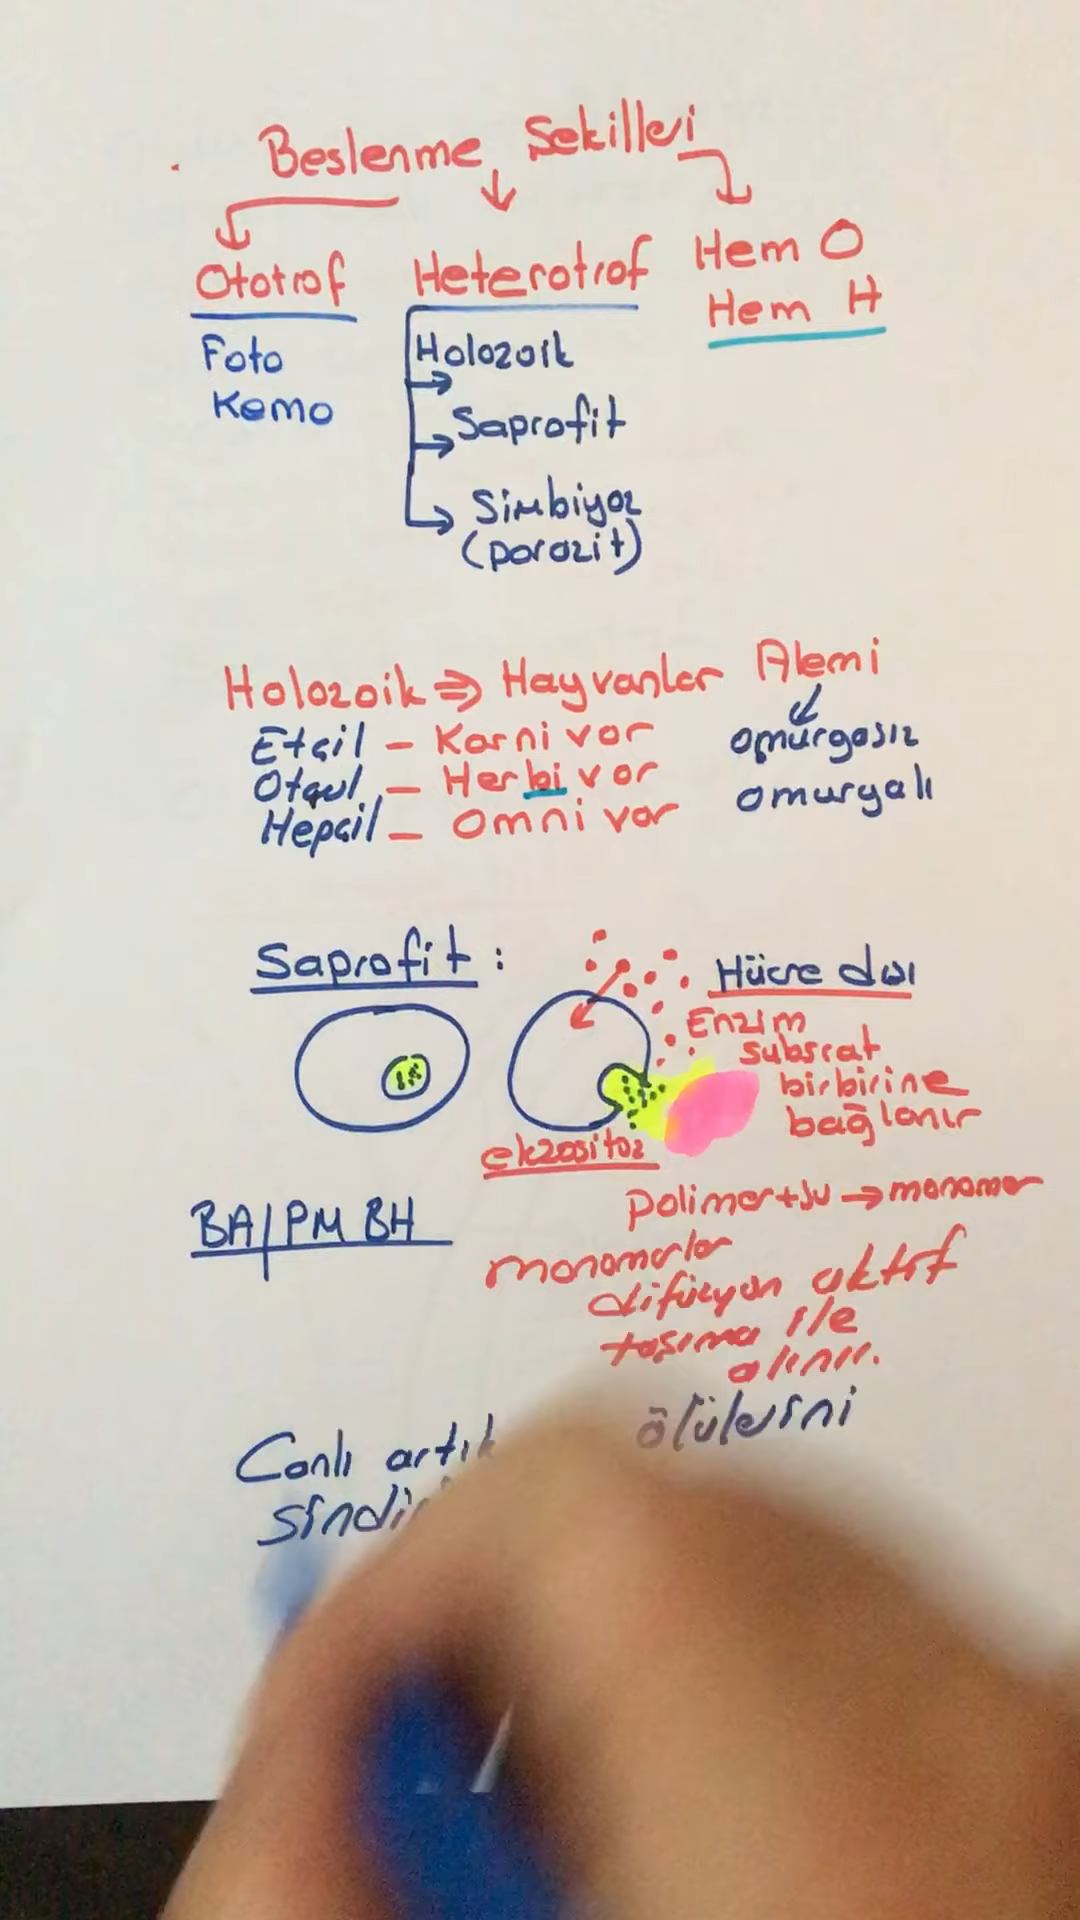 Beslenme Şekilleri
Ototrof
Foto
Kemo
Heterotrof
Holozoik
Saprofit
Simbiyoz
(parazit)
Hem O
Hem H
Holozoik ⇒ Hayvanlar Alemi
Etçil – Karnivor
Otçul – Herbivor
Hepçil – Omnivor
omurgasız
omurgalı
Saprofit :
Hücre dışı
Enzim
subsrat
birbirine
bağlanır
ekzositoz
polimer+su → monomer
monomerler
difüzyon aktif
taşıma ile
alınır.
BA/PM BH
Canlı artık ölülerini